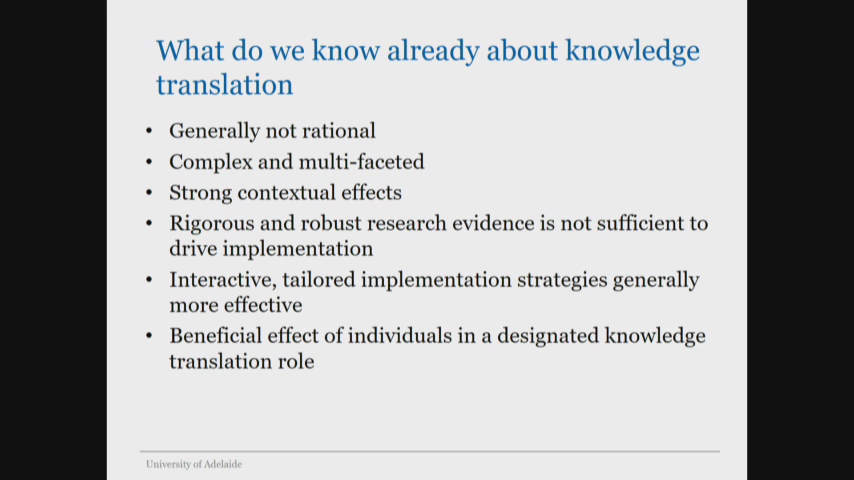 What do we know already about knowledge
translation
• Generally not rational
• Complex and multi-faceted
• Strong contextual effects
• Rigorous and robust research evidence is not sufficient to
drive implementation
• Interactive, tailored implementation strategies generally
more effective
• Beneficial effect of individuals in a designated knowledge
translation role
University of Adelaide